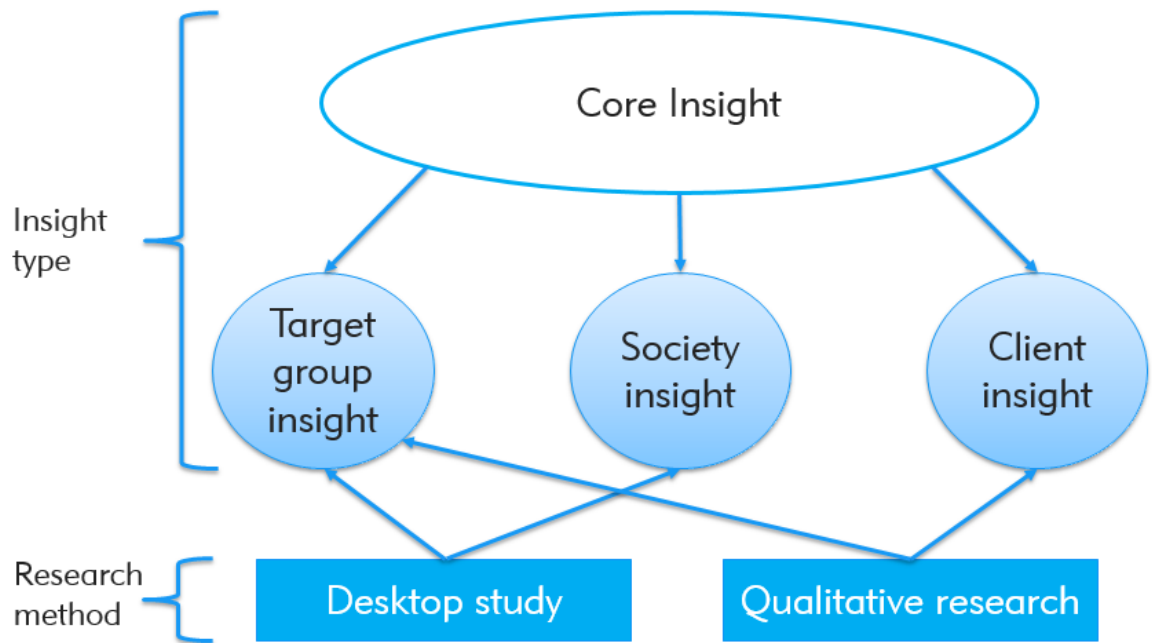 Core Insight
Insight
type
Target
group
insight
Society
insight
Client
insight
Research
method
Desktop study
Qualitative research